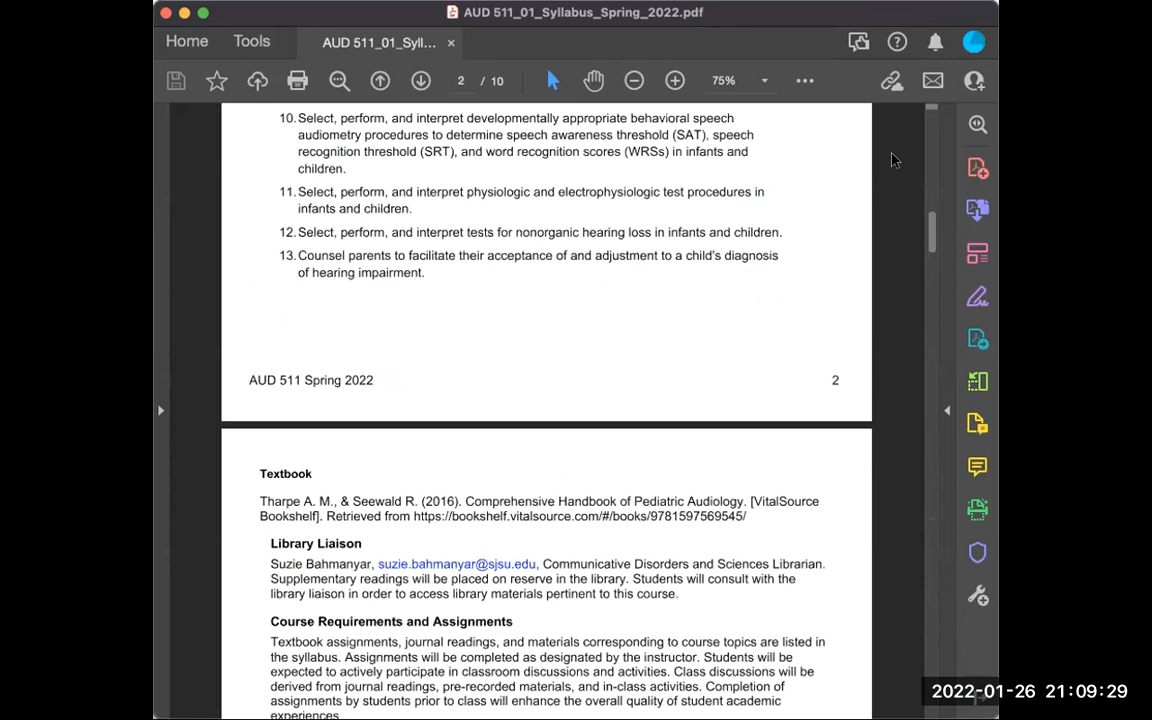 AUD 511_01_Syllabus_Spring_2022.pdf
Home Tools AUD 511_01_Syll... ×
2 / 10 75%
10. Select, perform, and interpret developmentally appropriate behavioral speech
audiometry procedures to determine speech awareness threshold (SAT), speech
recognition threshold (SRT), and word recognition scores (WRSs) in infants and
children.
11. Select, perform, and interpret physiologic and electrophysiologic test procedures in
infants and children.
12. Select, perform, and interpret tests for nonorganic hearing loss in infants and children.
13. Counsel parents to facilitate their acceptance of and adjustment to a child's diagnosis
of hearing impairment.
AUD 511 Spring 2022 2
Textbook
Tharpe A. M., & Seewald R. (2016). Comprehensive Handbook of Pediatric Audiology. [VitalSource
Bookshelf]. Retrieved from https://bookshelf.vitalsource.com/#/books/9781597569545/
Library Liaison
Suzie Bahmanyar, suzie.bahmanyar@sjsu.edu, Communicative Disorders and Sciences Librarian.
Supplementary readings will be placed on reserve in the library. Students will consult with the
library liaison in order to access library materials pertinent to this course.
Course Requirements and Assignments
Textbook assignments, journal readings, and materials corresponding to course topics are listed in
the syllabus. Assignments will be completed as designated by the instructor. Students will be
expected to actively participate in classroom discussions and activities. Class discussions will be
derived from journal readings, pre-recorded materials, and in-class activities. Completion of
assignments by students prior to class will enhance the overall quality of student academic
experiences.
2022-01-26 21:09:29